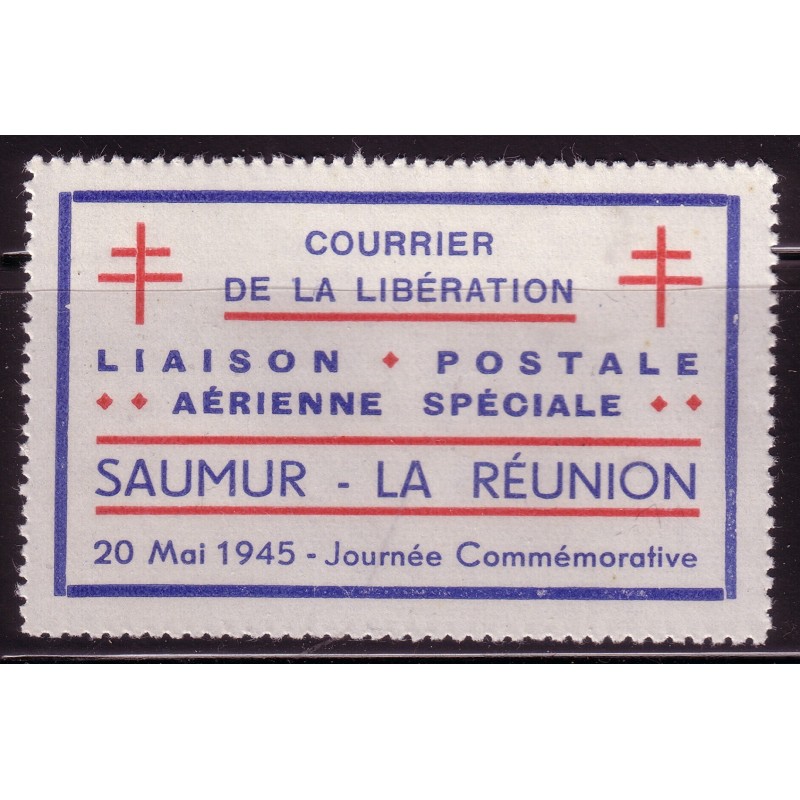 COURRIER
DE LA LIBÉRATION
LIAISON POSTALE
AÉRIENNE SPÉCIALE
SAUMUR - LA RÉUNION
20 Mai 1945 - Journée Commémorative